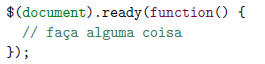 $(document).ready(function() {
  // faça alguma coisa
});